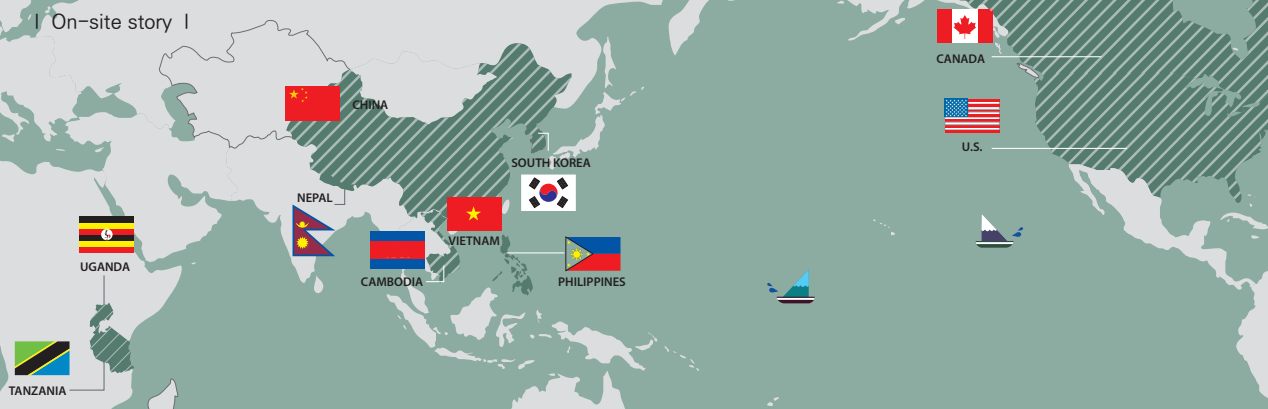 | On-site story |
CANADA
CHINA
U.S.
SOUTH KOREA
NEPAL
VIETNAM
UGANDA
CAMBODIA
PHILIPPINES
TANZANIA